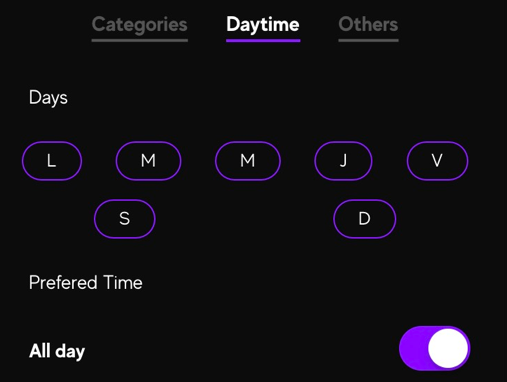 Categories Daytime Others
Days
L M M J V
S D
Prefered Time
All day